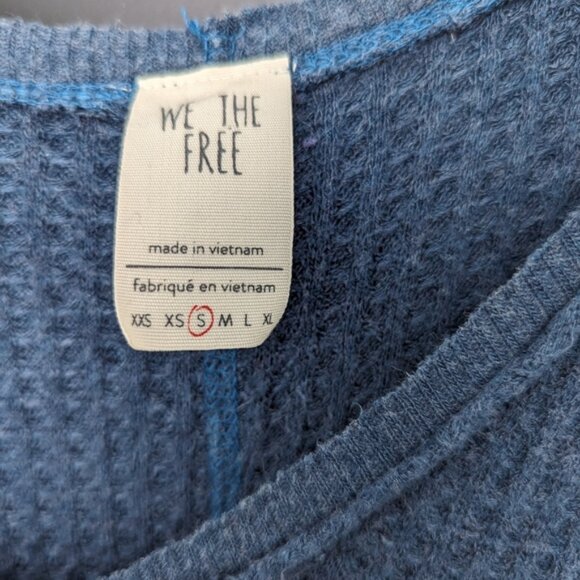 WE THE
FREE
made in vietnam
fabriqué en vietnam
XXS XS S M L XL